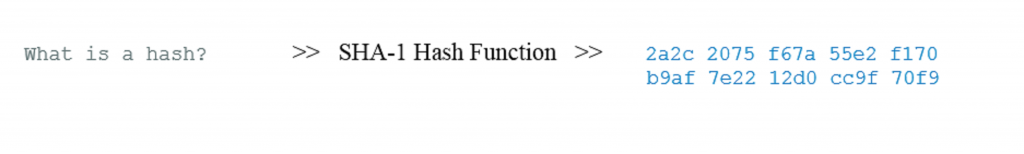 What is a hash? >> SHA-1 Hash Function >> 2a2c 2075 f67a 55e2 f170
b9af 7e22 12d0 cc9f 70f9